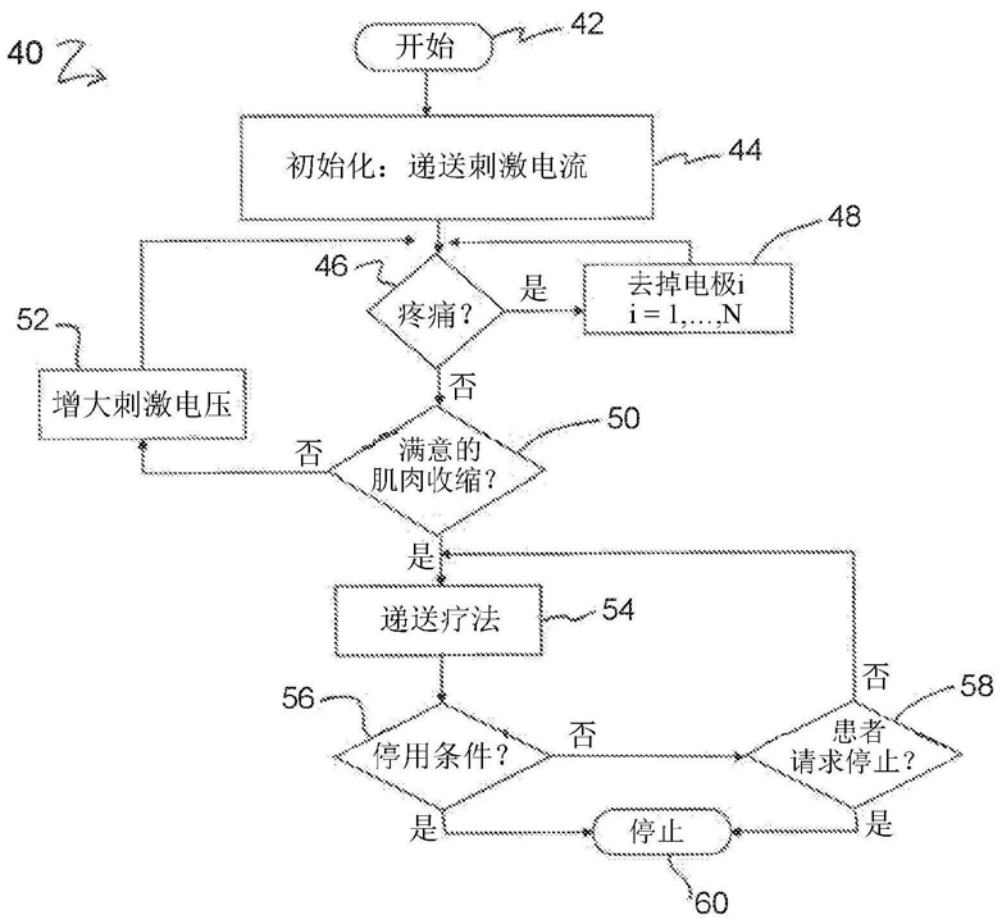 40
开始
42
初始化：递送刺激电流
44
46
疼痛？
是
去掉电极i
i = 1,...,N
48
否
52
增大刺激电压
否
满意的
肌肉收缩？
50
是
递送疗法
54
56
停用条件？
否
患者
请求停止？
58
否
是
停止
是
60